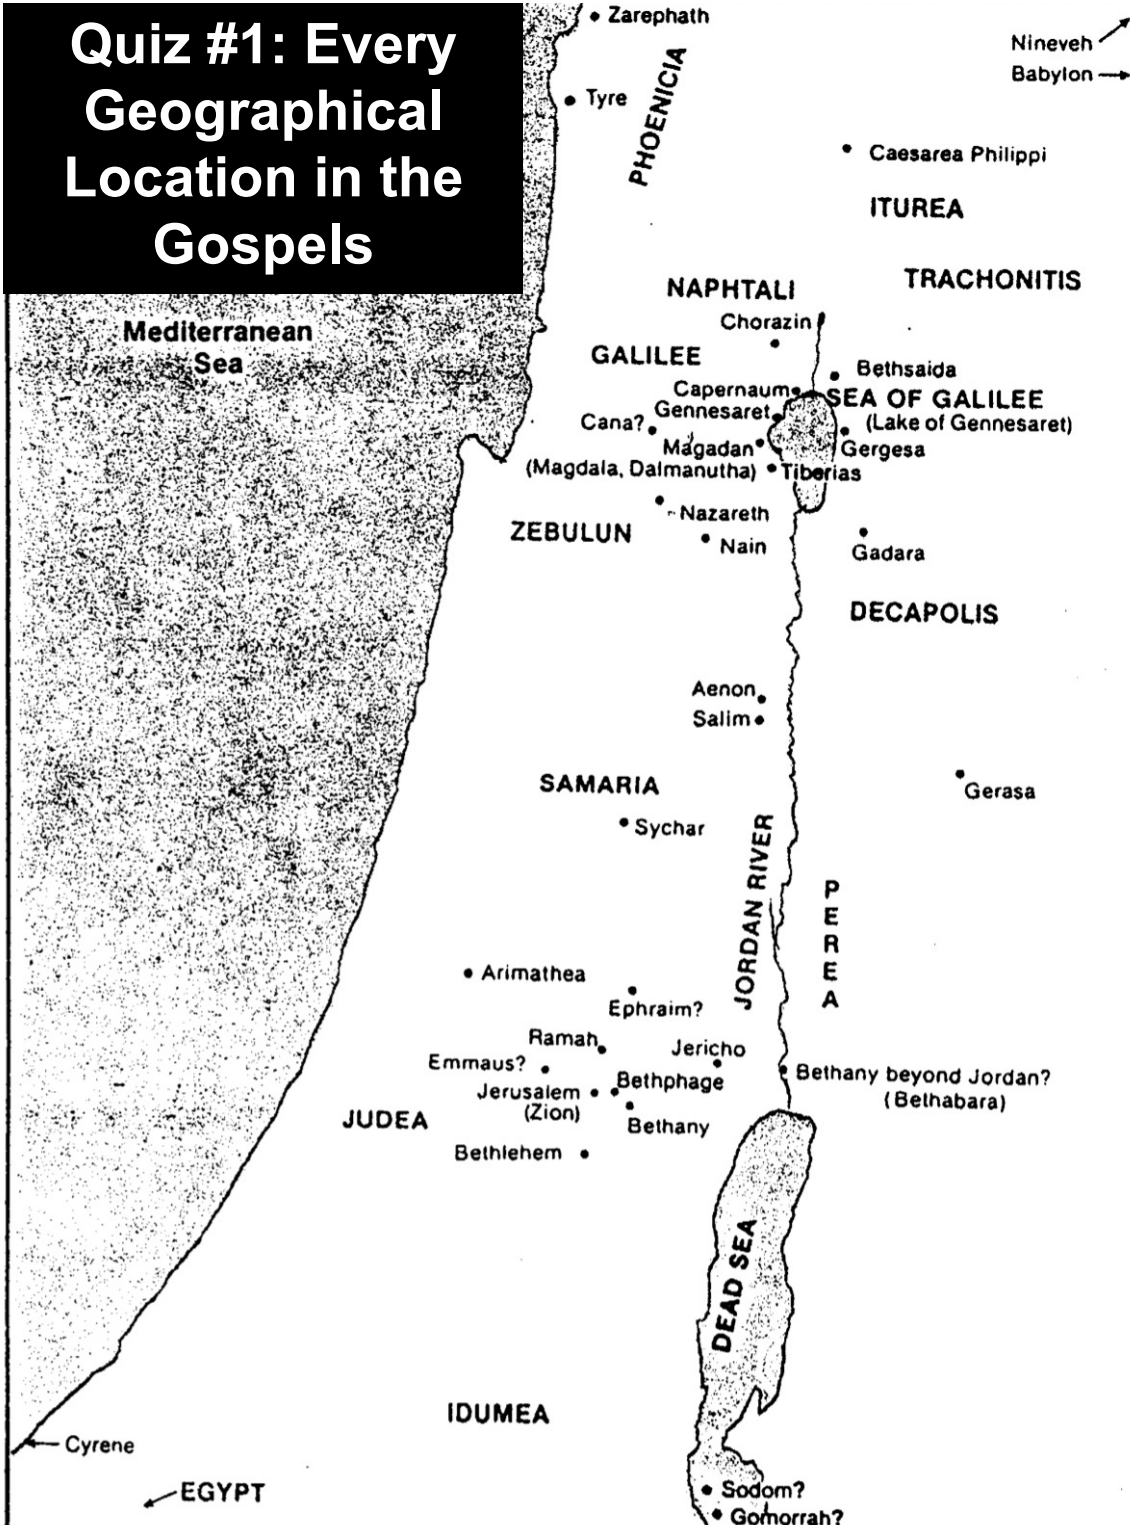 Quiz #1: Every
Geographical
Location in the
Gospels
Zarephath
Nineveh
Babylon
Tyre
PHOENICIA
Caesarea Philippi
ITUREA
TRACHONITIS
NAPHTALI
Chorazin
Mediterranean
Sea
GALILEE
Bethsaida
Capernaum
SEA OF GALILEE
(Lake of Gennesaret)
Gennesaret
Cana?
Magadan
(Magdala, Dalmanutha)
Gergesa
Tiberias
Nazareth
ZEBULUN
Nain
Gadara
DECAPOLIS
Aenon
Salim
SAMARIA
Gerasa
Sychar
JORDAN RIVER
PEREA
Arimathea
Ephraim?
Ramah
Jericho
Emmaus?
Bethany beyond Jordan?
(Bethabara)
Bethphage
Jerusalem
(Zion)
JUDEA
Bethany
Bethlehem
DEAD SEA
IDUMEA
Cyrene
EGYPT
Sodom?
Gomorrah?